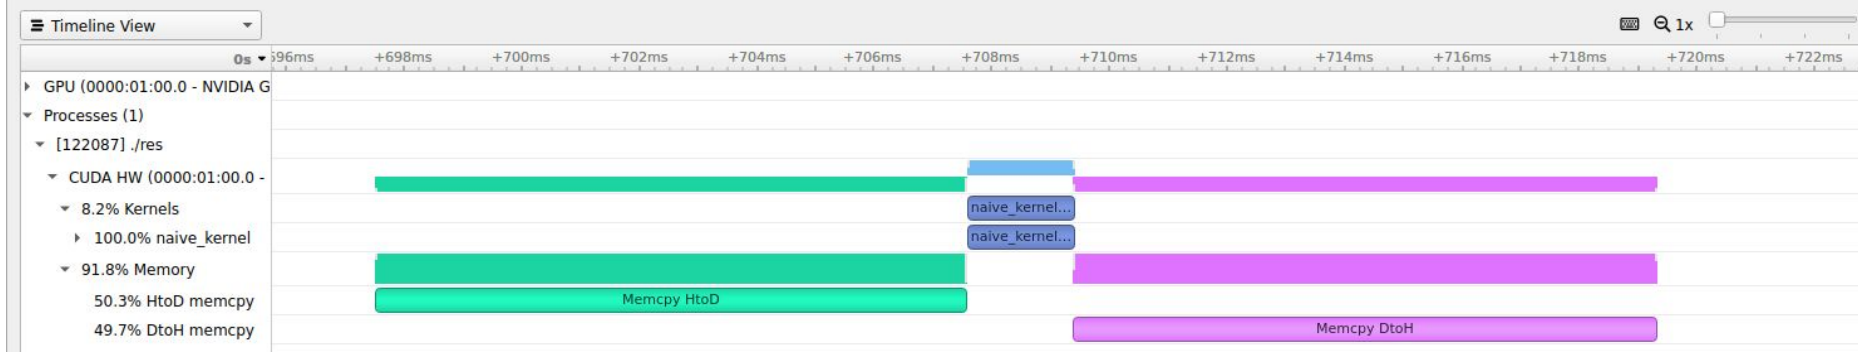 Timeline View
1x
0s
596ms +698ms +700ms +702ms +704ms +706ms +708ms +710ms +712ms +714ms +716ms +718ms +720ms +722ms
GPU (0000:01:00.0 - NVIDIA G
Processes (1)
[122087] ./res
CUDA HW (0000:01:00.0 -
8.2% Kernels
naive_kernel...
100.0% naive_kernel
naive_kernel...
91.8% Memory
50.3% HtoD memcpy
Memcpy HtoD
49.7% DtoH memcpy
Memcpy DtoH